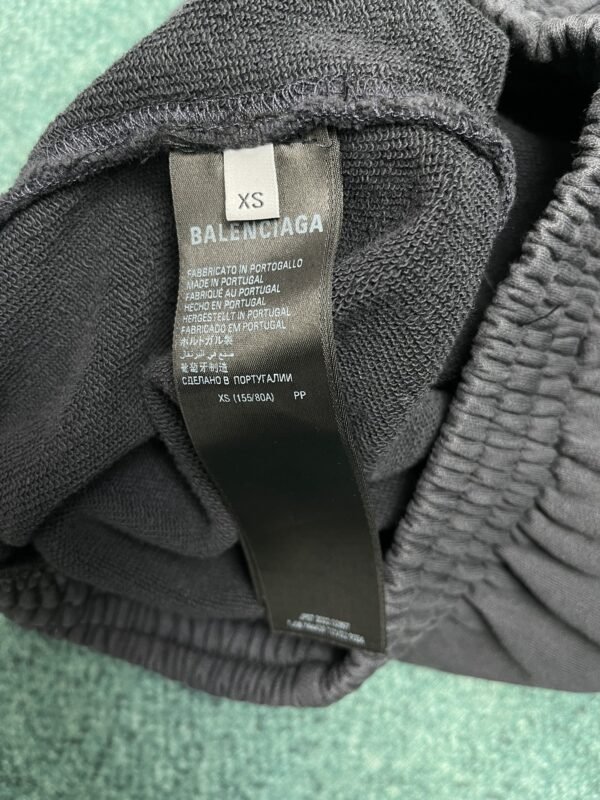 XS
BALENCIAGA
FABBRICATO IN PORTOGALLO
MADE IN PORTUGAL
FABRIQUÉ AU PORTUGAL
HECHO EN PORTUGAL
HERGESTELLT IN PORTUGAL
FABRICADO EM PORTUGAL
ポルトガル製
صنع في البرتغال
葡萄牙制造
СДЕЛАНО В ПОРТУГАЛИИ
XS (155/80A) PP